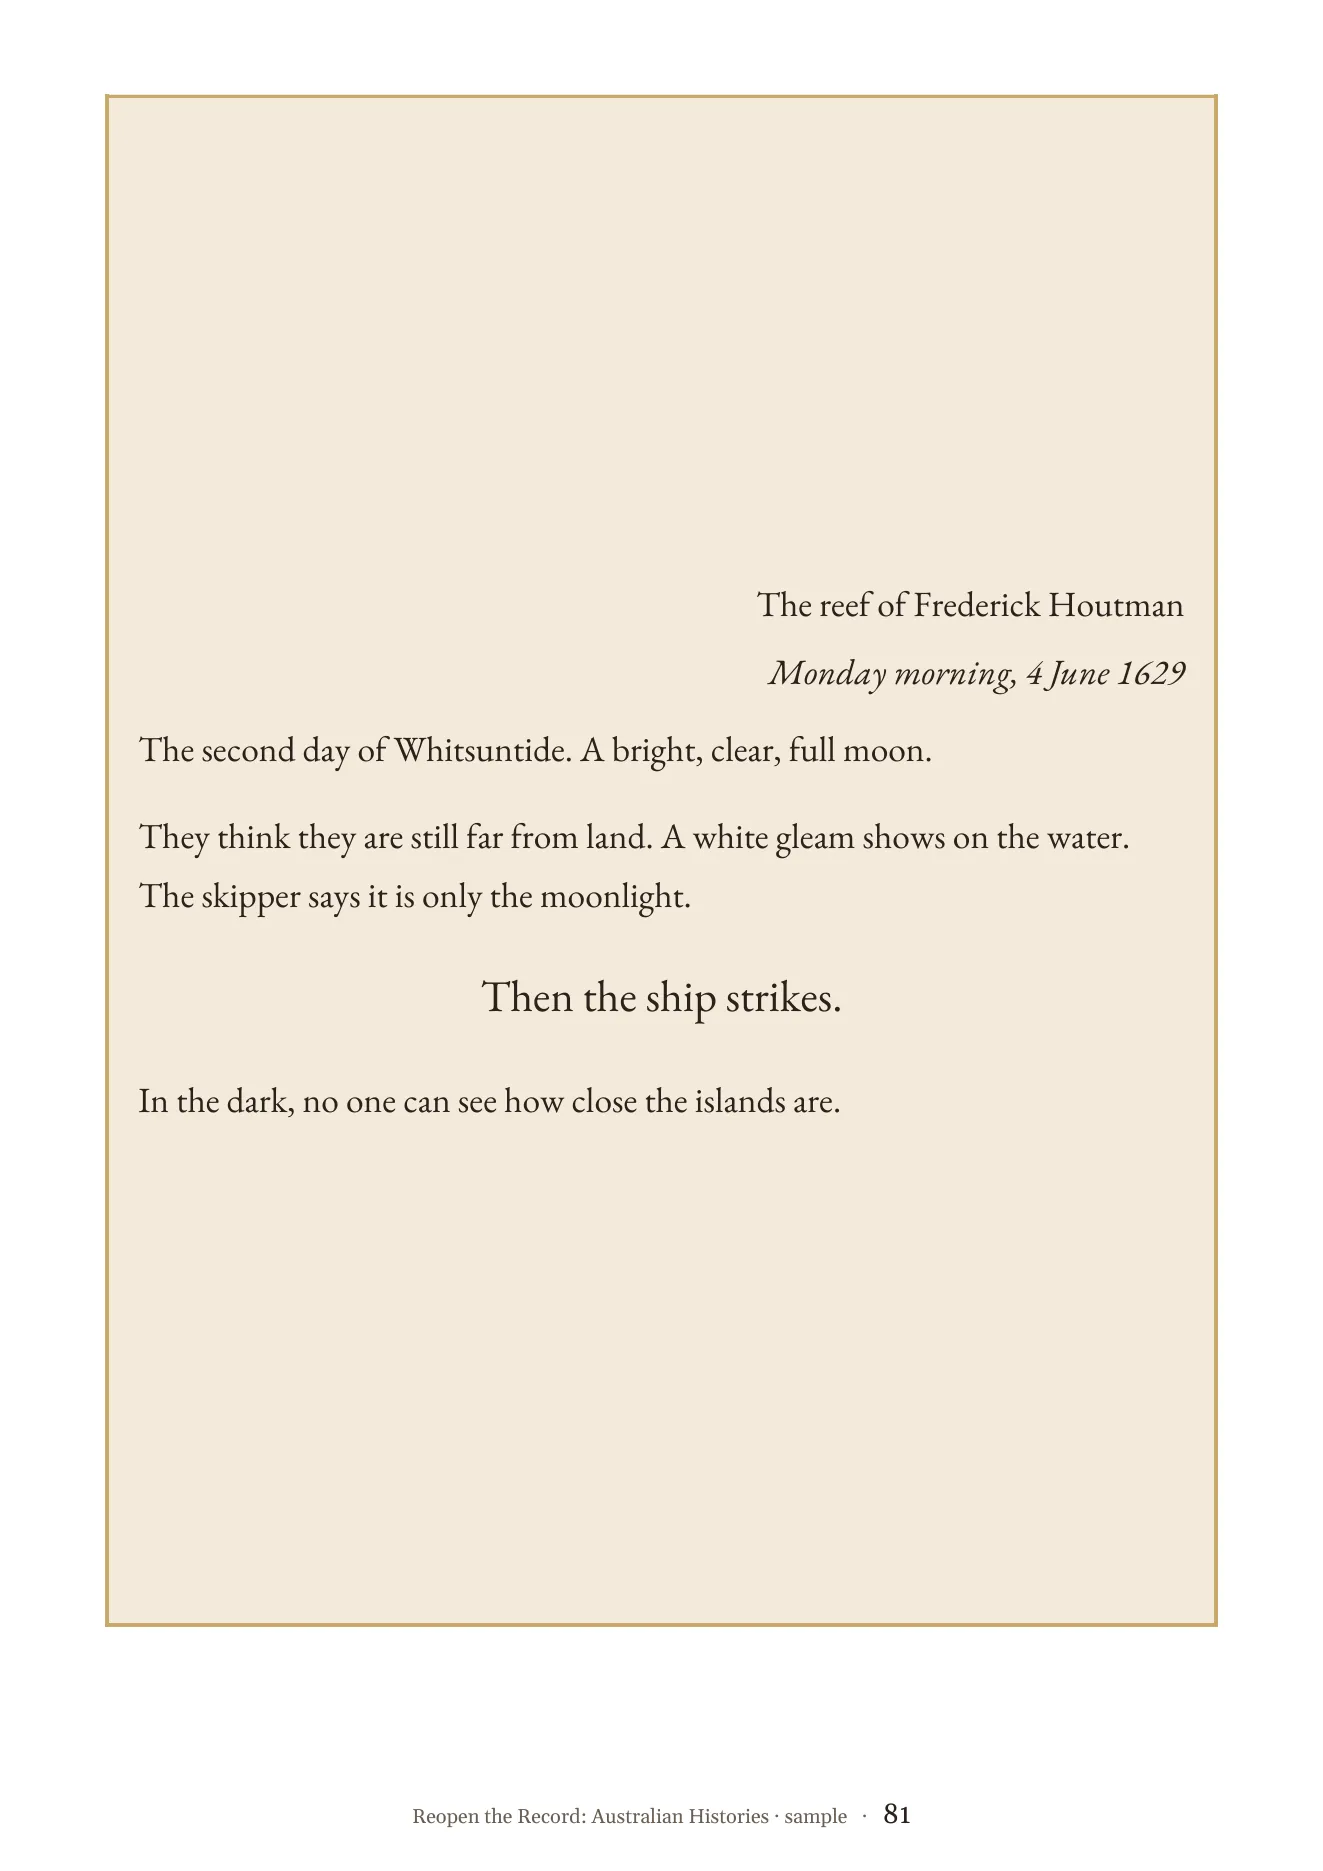 The reef of Frederick Houtman
Monday morning, 4 June 1629
The second day of Whitsuntide. A bright, clear, full moon.
They think they are still far from land. A white gleam shows on the water.
The skipper says it is only the moonlight.
Then the ship strikes.
In the dark, no one can see how close the islands are.
Reopen the Record: Australian Histories · sample · 81